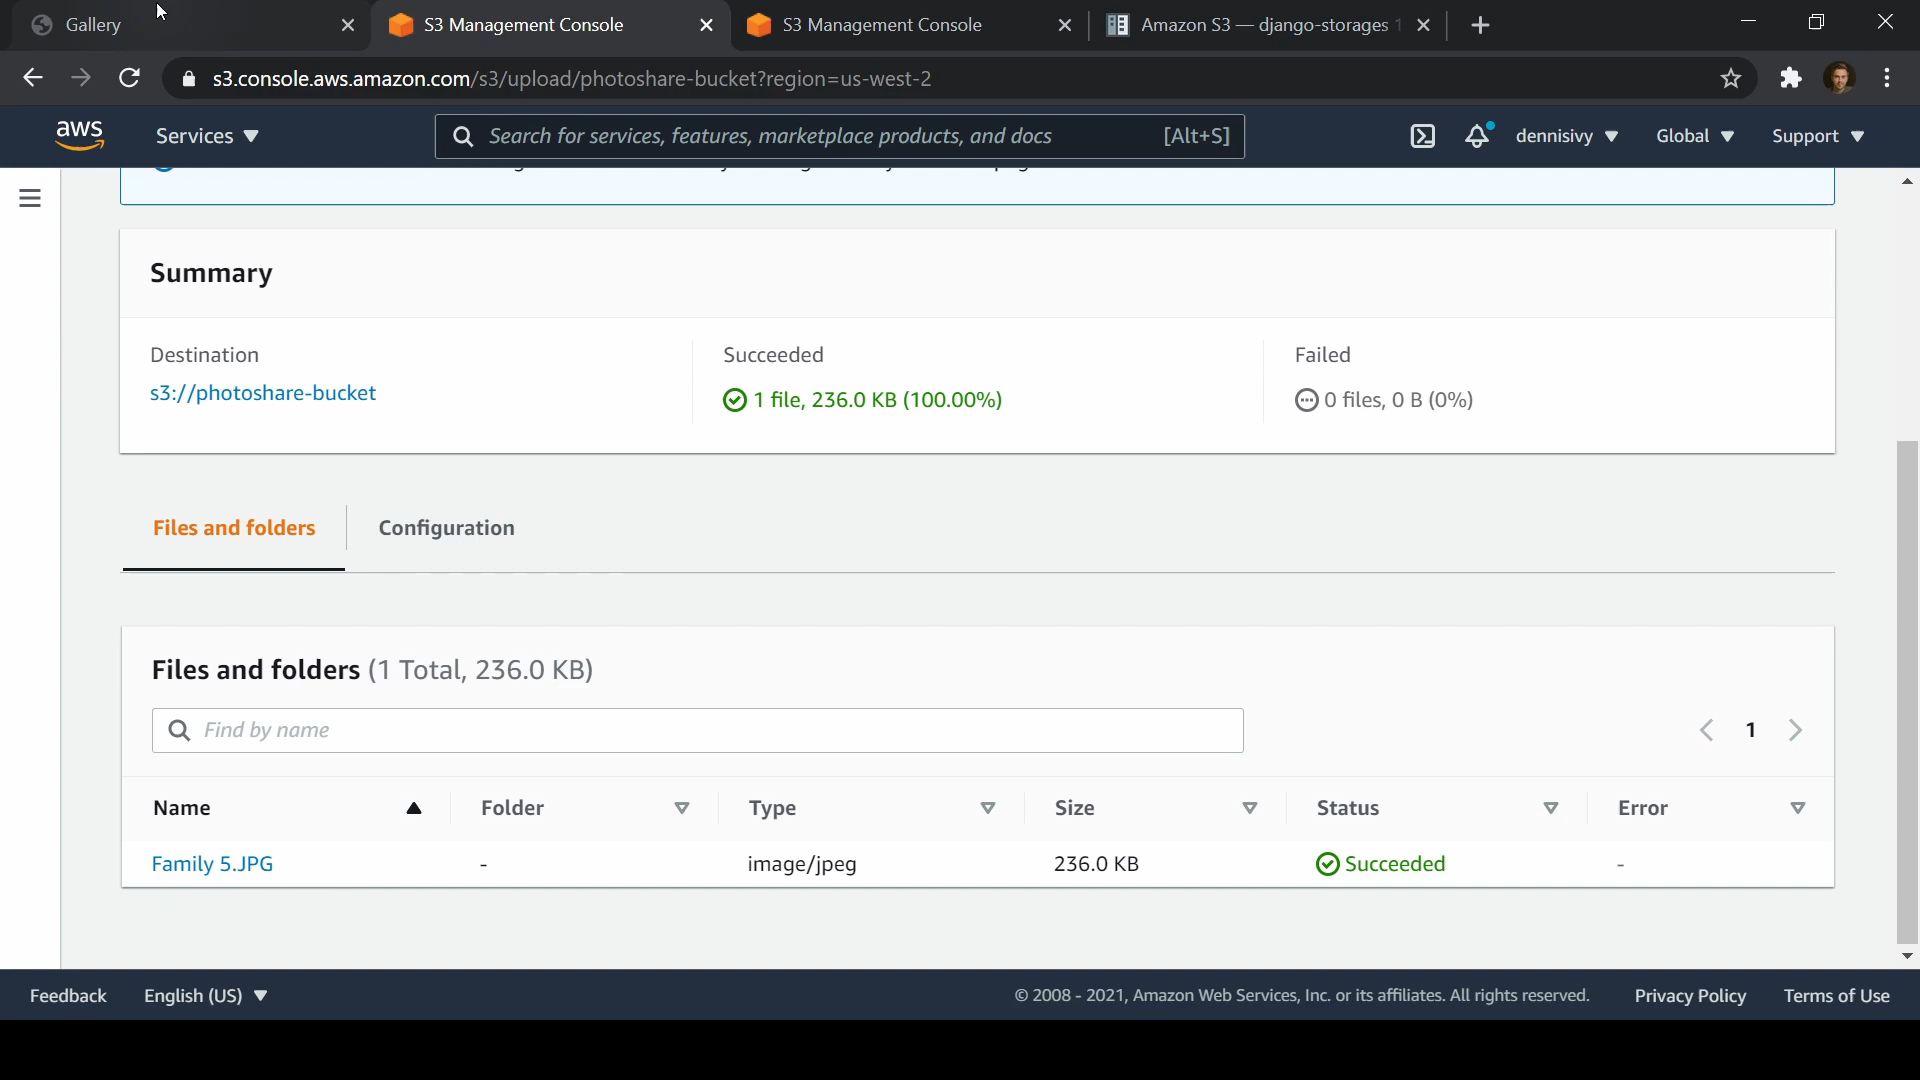 Gallery
S3 Management Console
S3 Management Console
Amazon S3 — django-storages 1
s3.console.aws.amazon.com/s3/upload/photoshare-bucket?region=us-west-2
aws
Services
Search for services, features, marketplace products, and docs
[Alt+S]
dennisivy
Global
Support
Summary
Destination
s3://photoshare-bucket
Succeeded
1 file, 236.0 KB (100.00%)
Failed
0 files, 0 B (0%)
Files and folders
Configuration
Files and folders (1 Total, 236.0 KB)
Find by name
1
Name
Folder
Type
Size
Status
Error
Family 5.JPG
-
image/jpeg
236.0 KB
Succeeded
-
Feedback
English (US)
© 2008 - 2021, Amazon Web Services, Inc. or its affiliates. All rights reserved.
Privacy Policy
Terms of Use